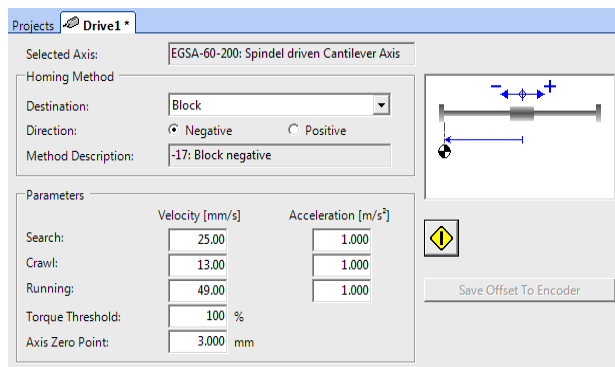 Projects Drive1 *
Selected Axis: EGSA-60-200: Spindel driven Cantilever Axis
Homing Method
Destination: Block
Direction: Negative Positive
Method Description: -17: Block negative
- +
Parameters
Velocity [mm/s] Acceleration [m/s²]
Search: 25.00 1.000
Crawl: 13.00 1.000
Running: 49.00 1.000
Torque Threshold: 100 %
Axis Zero Point: 3.000 mm
Save Offset To Encoder